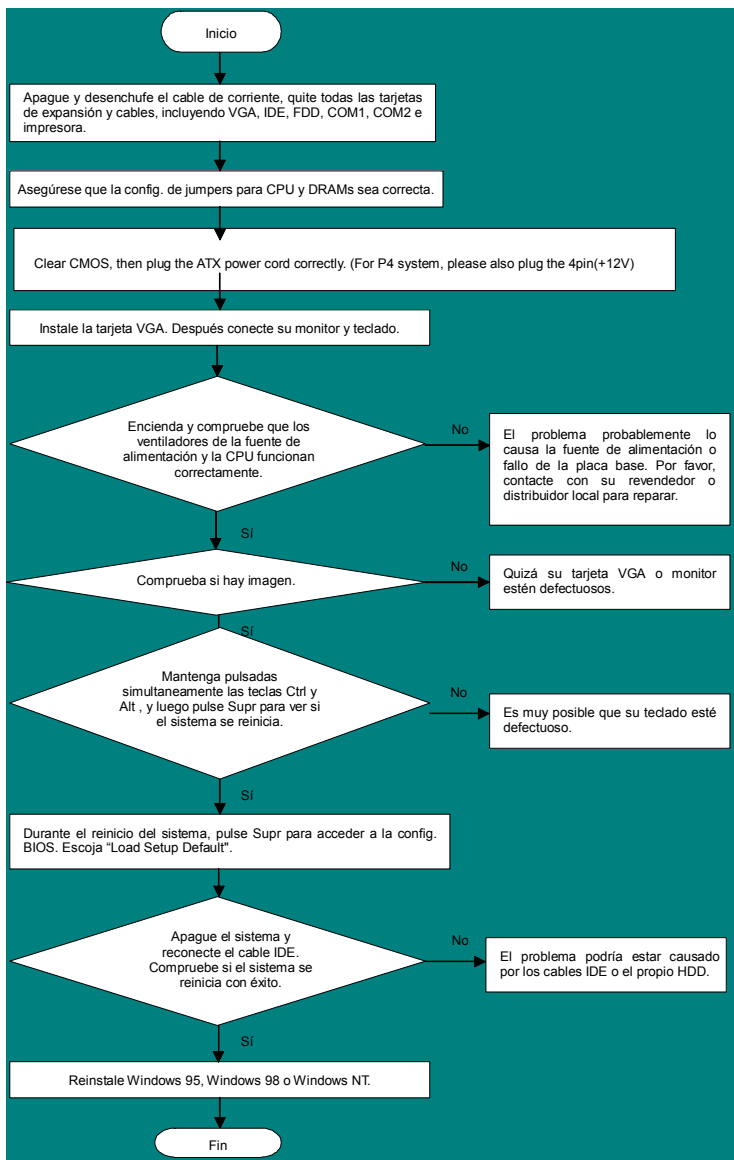 Inicio
Apague y desenchufe el cable de corriente, quite todas las tarjetas
de expansión y cables, incluyendo VGA, IDE, FDD, COM1, COM2 e
impresora.
Asegúrese que la config. de jumpers para CPU y DRAMs sea correcta.
Clear CMOS, then plug the ATX power cord correctly. (For P4 system, please also plug the 4pin(+12V)
Instale la tarjeta VGA. Después conecte su monitor y teclado.
Encienda y compruebe que los
ventiladores de la fuente de
alimentación y la CPU funcionan
correctamente.
No
El problema probablemente lo
causa la fuente de alimentación o
fallo de la placa base. Por favor,
contacte con su revendedor o
distribuidor local para reparar.
Sí
Comprueba si hay imagen.
No
Quizá su tarjeta VGA o monitor
estén defectuosos.
Sí
Mantenga pulsadas
simultaneamente las teclas Ctrl y
Alt , y luego pulse Supr para ver si
el sistema se reinicia.
No
Es muy posible que su teclado esté
defectuoso.
Sí
Durante el reinicio del sistema, pulse Supr para acceder a la config.
BIOS. Escoja “Load Setup Default".
Apague el sistema y
reconecte el cable IDE.
Compruebe si el sistema se
reinicia con éxito.
No
El problema podría estar causado
por los cables IDE o el propio HDD.
Sí
Reinstale Windows 95, Windows 98 o Windows NT.
Fin